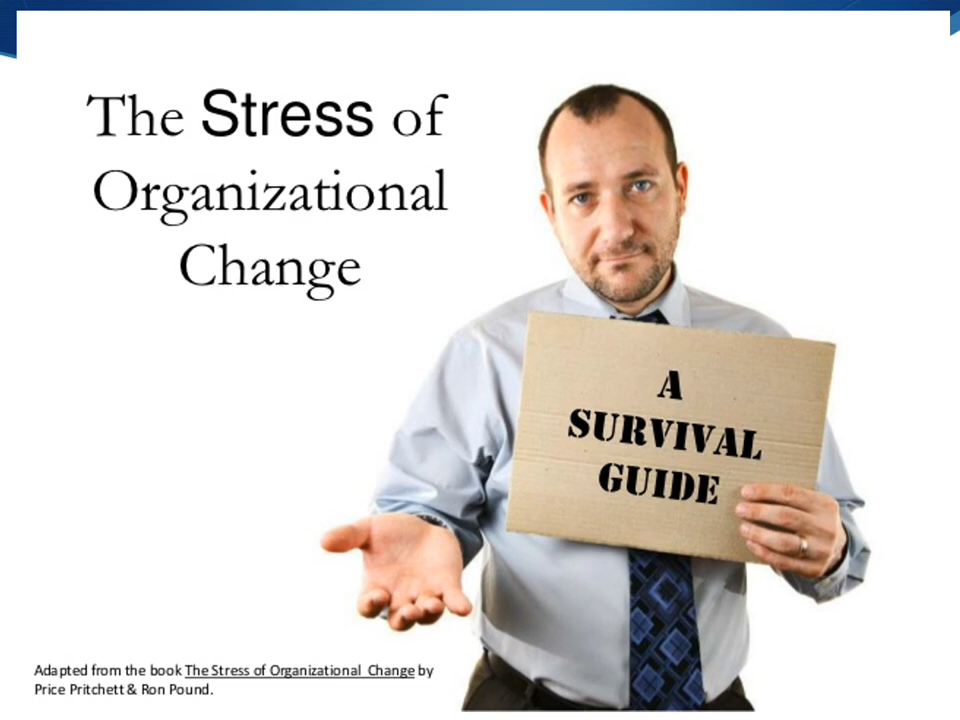 The Stress of
Organizational
Change
A
SURVIVAL
GUIDE
Adapted from the book The Stress of Organizational Change by
Price Pritchett & Ron Pound.